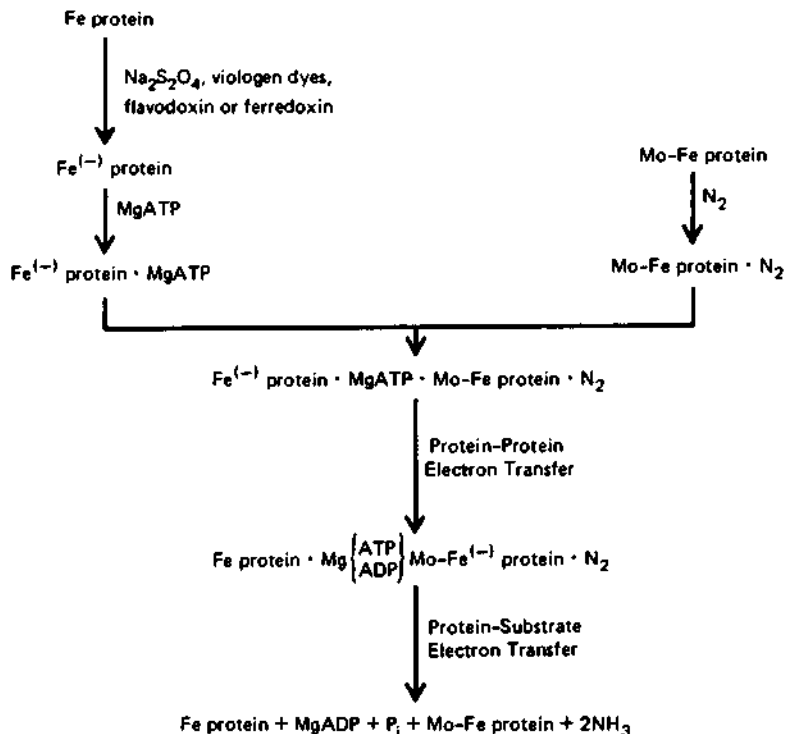 Fe protein
Na₂S₂O₄, viologen dyes,
flavodoxin or ferredoxin
Fe⁽⁻⁾ protein
MgATP
Fe⁽⁻⁾ protein · MgATP
Mo-Fe protein
N₂
Mo-Fe protein · N₂
Fe⁽⁻⁾ protein · MgATP · Mo-Fe protein · N₂
Protein-Protein
Electron Transfer
Fe protein · Mg{ATP/ADP}Mo-Fe⁽⁻⁾ protein · N₂
Protein-Substrate
Electron Transfer
Fe protein + MgADP + Pᵢ + Mo-Fe protein + 2NH₃